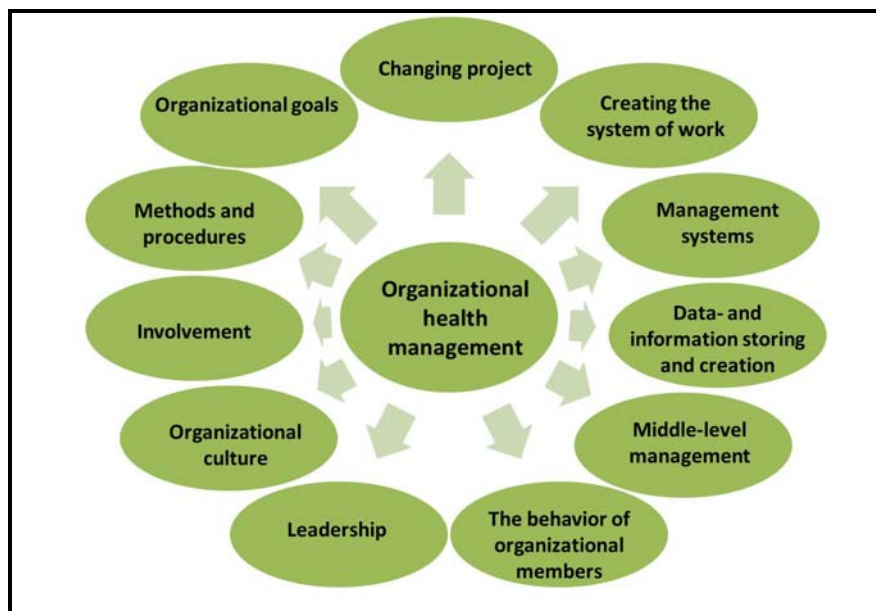 Changing project
Creating the
system of work
Management
systems
Data- and
information storing
and creation
Middle-level
management
The behavior of
organizational
members
Leadership
Organizational
culture
Involvement
Methods and
procedures
Organizational goals
Organizational
health
management